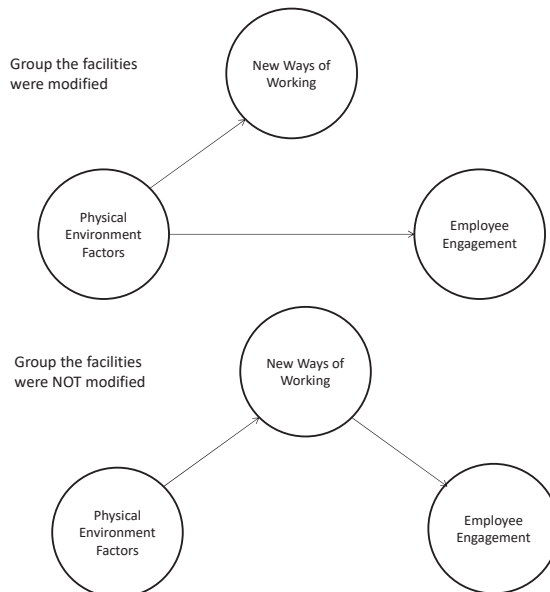 Group the facilities
were modified
New Ways of
Working
Physical
Environment
Factors
Employee
Engagement
Group the facilities
were NOT modified
New Ways of
Working
Physical
Environment
Factors
Employee
Engagement